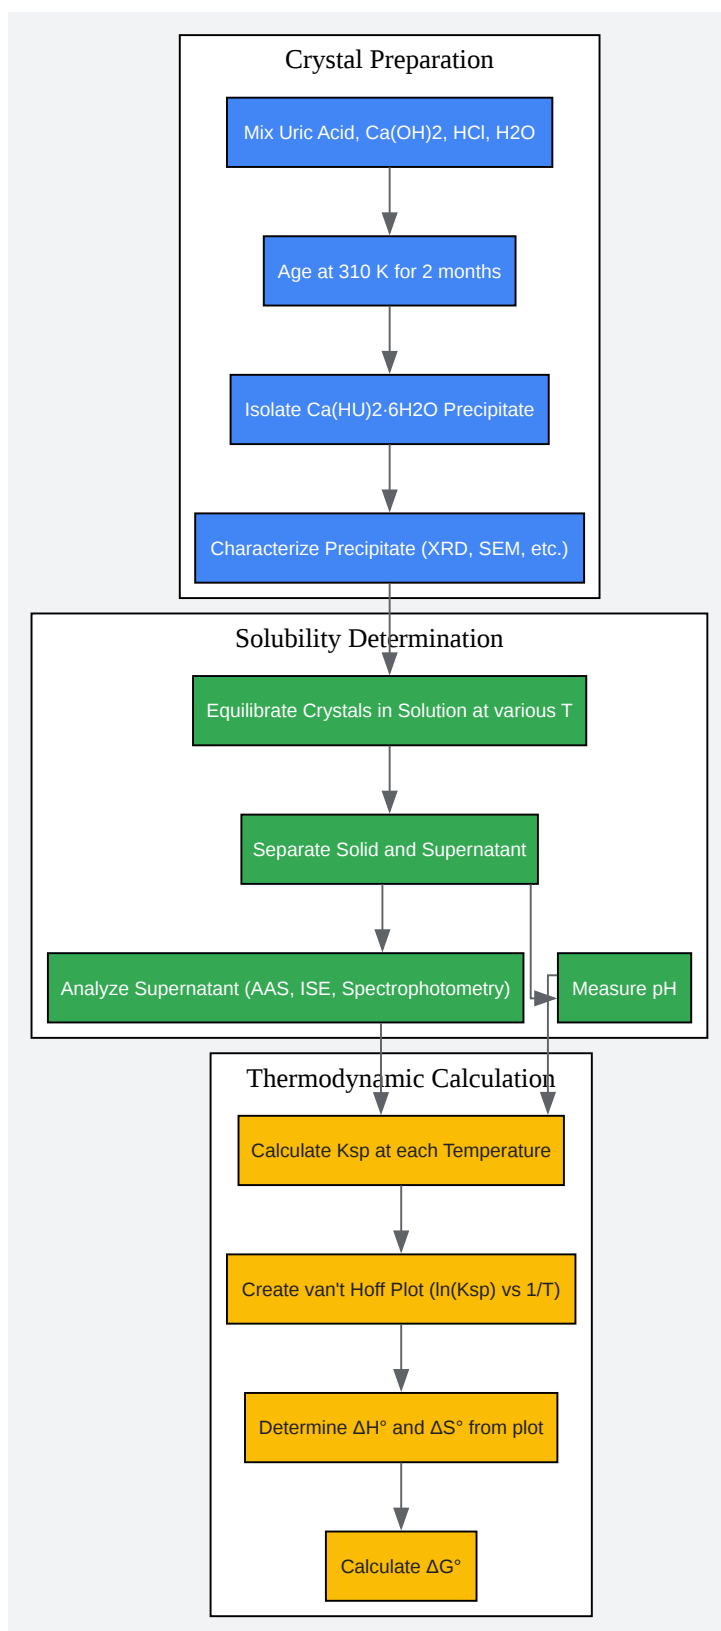 Crystal Preparation
Mix Uric Acid, Ca(OH)2, HCl, H2O
Age at 310 K for 2 months
Isolate Ca(HU)2·6H2O Precipitate
Characterize Precipitate (XRD, SEM, etc.)
Solubility Determination
Equilibrate Crystals in Solution at various T
Separate Solid and Supernatant
Analyze Supernatant (AAS, ISE, Spectrophotometry)
Measure pH
Thermodynamic Calculation
Calculate Ksp at each Temperature
Create van't Hoff Plot (ln(Ksp) vs 1/T)
Determine ΔH° and ΔS° from plot
Calculate ΔG°